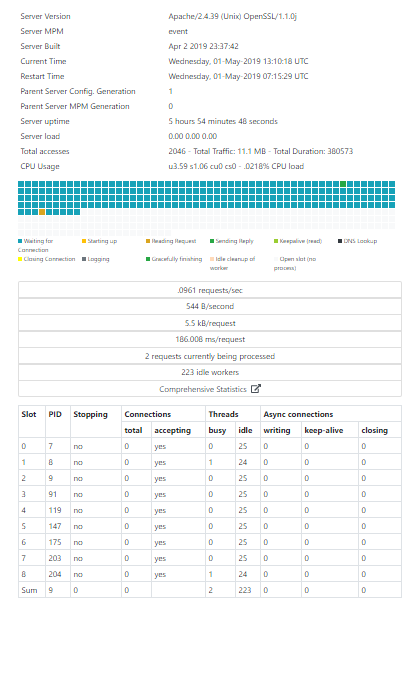 Server Version Apache/2.4.39 (Unix) OpenSSL/1.1.0j
Server MPM event
Server Built Apr 2 2019 23:37:42
Current Time Wednesday, 01-May-2019 13:10:18 UTC
Restart Time Wednesday, 01-May-2019 07:15:29 UTC
Parent Server Config. Generation 1
Parent Server MPM Generation 0
Server uptime 5 hours 54 minutes 48 seconds
Server load 0.00 0.00 0.00
Total accesses 2046 - Total Traffic: 11.1 MB - Total Duration: 380573
CPU Usage u3.59 s1.06 cu0 cs0 - .0218% CPU load
Waiting for Connection Starting up Reading Request Sending Reply Keepalive (read) DNS Lookup
Closing Connection Logging Gracefully finishing Idle cleanup of worker Open slot (no process)
.0961 requests/sec
544 B/second
5.5 kB/request
186.008 ms/request
2 requests currently being processed
223 idle workers
Comprehensive Statistics
Slot PID Stopping Connections Threads Async connections
total accepting busy idle writing keep-alive closing
0 7 no 0 yes 0 25 0 0 0
1 8 no 0 yes 1 24 0 0 0
2 9 no 0 yes 0 25 0 0 0
3 91 no 0 yes 0 25 0 0 0
4 119 no 0 yes 0 25 0 0 0
5 147 no 0 yes 0 25 0 0 0
6 175 no 0 yes 0 25 0 0 0
7 203 no 0 yes 0 25 0 0 0
8 204 no 0 yes 1 24 0 0 0
Sum 9 0 0 2 223 0 0 0